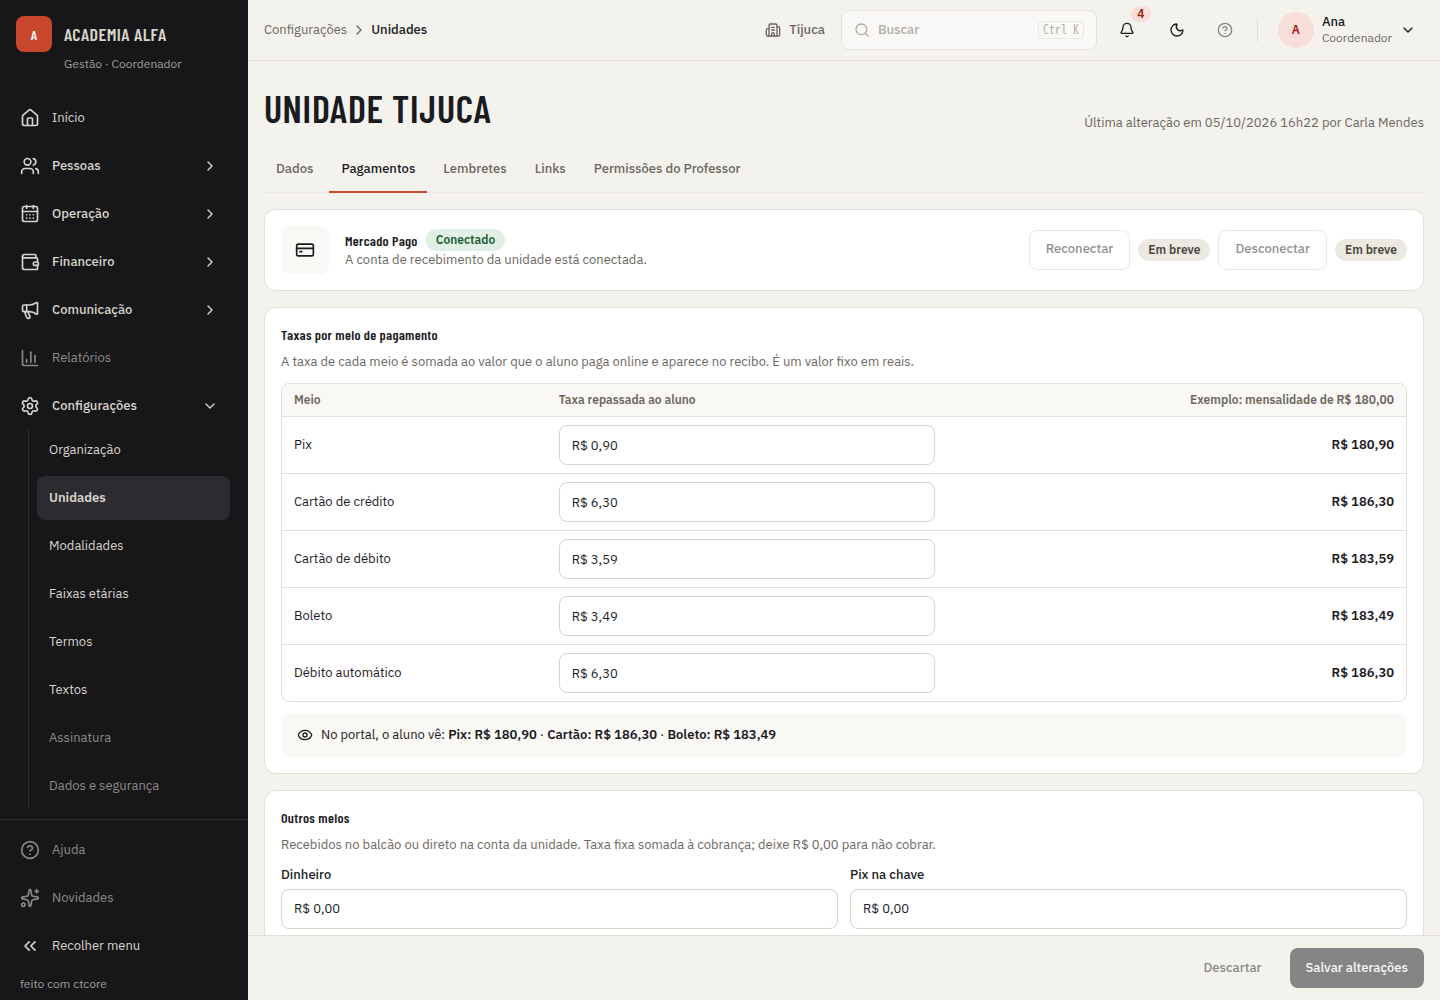 A
ACADEMIA ALFA
Gestão · Coordenador
Início
Pessoas
Operação
Financeiro
Comunicação
Relatórios
Configurações
Organização
Unidades
Modalidades
Faixas etárias
Termos
Textos
Assinatura
Dados e segurança
Ajuda
Novidades
Recolher menu
feito com ctcore
Configurações > Unidades
Tijuca
Buscar
Ctrl K
4
A
Ana
Coordenador
UNIDADE TIJUCA
Última alteração em 05/10/2026 16h22 por Carla Mendes
Dados Pagamentos Lembretes Links Permissões do Professor
Mercado Pago Conectado
A conta de recebimento da unidade está conectada.
Reconectar Em breve Desconectar Em breve
Taxas por meio de pagamento
A taxa de cada meio é somada ao valor que o aluno paga online e aparece no recibo. É um valor fixo em reais.
Meio Taxa repassada ao aluno Exemplo: mensalidade de R$ 180,00
Pix R$ 0,90 R$ 180,90
Cartão de crédito R$ 6,30 R$ 186,30
Cartão de débito R$ 3,59 R$ 183,59
Boleto R$ 3,49 R$ 183,49
Débito automático R$ 6,30 R$ 186,30
No portal, o aluno vê: Pix: R$ 180,90 · Cartão: R$ 186,30 · Boleto: R$ 183,49
Outros meios
Recebidos no balcão ou direto na conta da unidade. Taxa fixa somada à cobrança; deixe R$ 0,00 para não cobrar.
Dinheiro Pix na chave
R$ 0,00 R$ 0,00
Descartar Salvar alterações